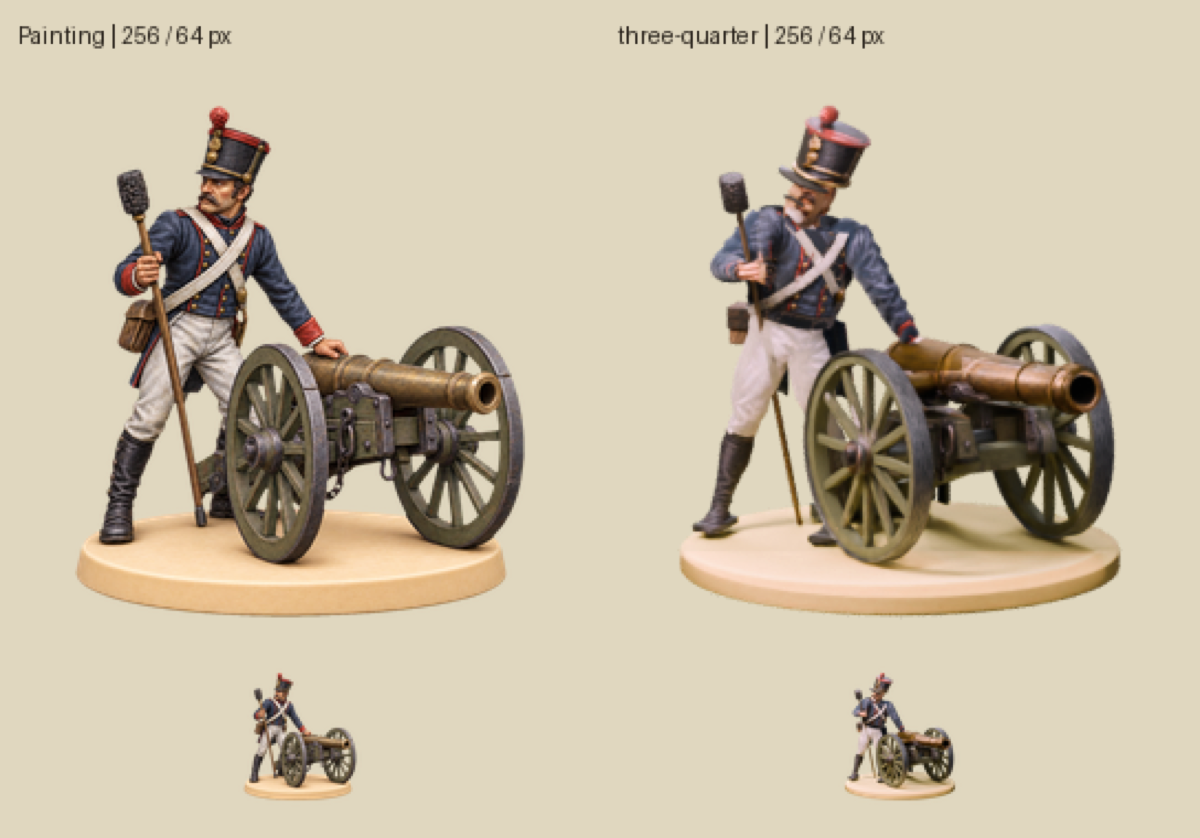 Painting | 256 / 64 px
three-quarter | 256 / 64 px